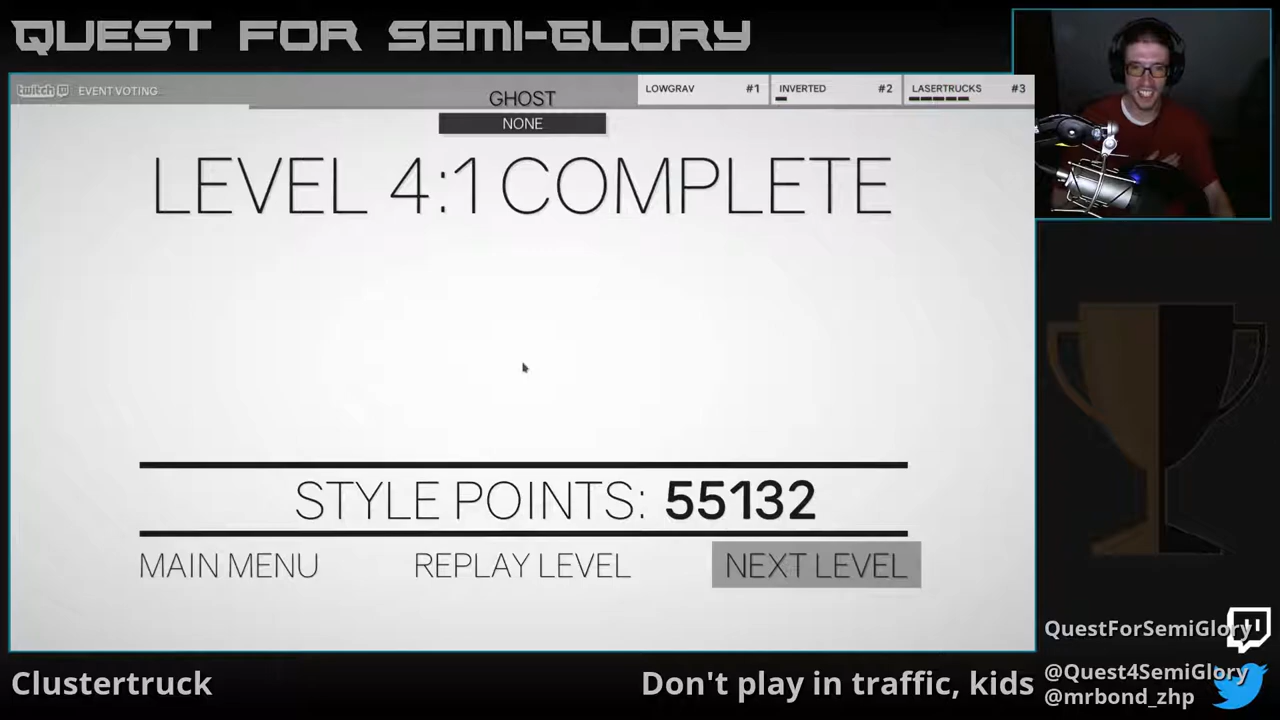 QUEST FOR SEMI-GLORY
twitch EVENT VOTING...
LOWGRAV #1
INVERTED #2
LASERTRUCKS #3
GHOST
NONE
LEVEL 4:1 COMPLETE
STYLE POINTS: 55132
MAIN MENU
REPLAY LEVEL
NEXT LEVEL
QuestForSemiGlory
@Quest4SemiGlory
@mrbond_zhp
Clustertruck
Don't play in traffic, kids